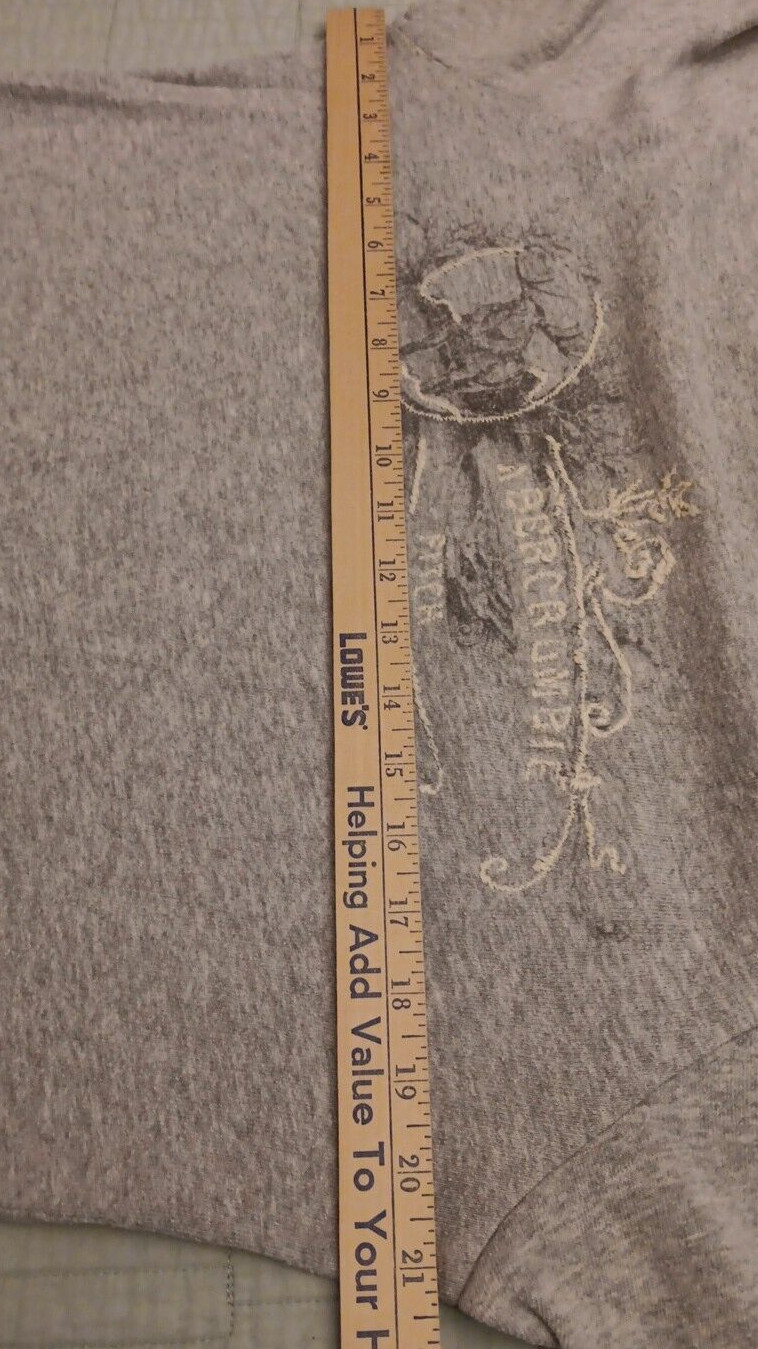 1 2 3 4 5 6 7 8 9 10 11 12 13 14 15 16 17 18 19 20 21
LOWE'S Helping Add Value To Your H
ABERCROMBIE
FITCH